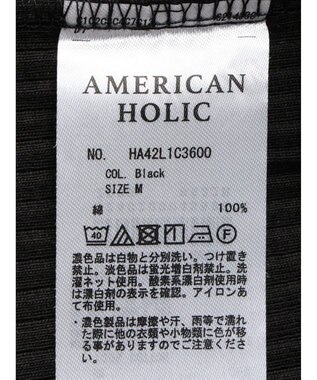 AMERICAN
HOLIC
NO. HA42L1C3600
COL. Black
SIZE M
綿 100%
40
F
濃色品は白物と分別洗い。つけ置き
禁止。淡色品は蛍光増白剤禁止。洗
濯ネット使用。酸素系漂白剤使用時
は漂白剤の表示を確認。アイロンあ
て布使用。
・濃色製品は摩擦や汗、雨等で濡れ
た際に他の衣類や小物類に色が移
る事がありますのでご注意くださ
い。